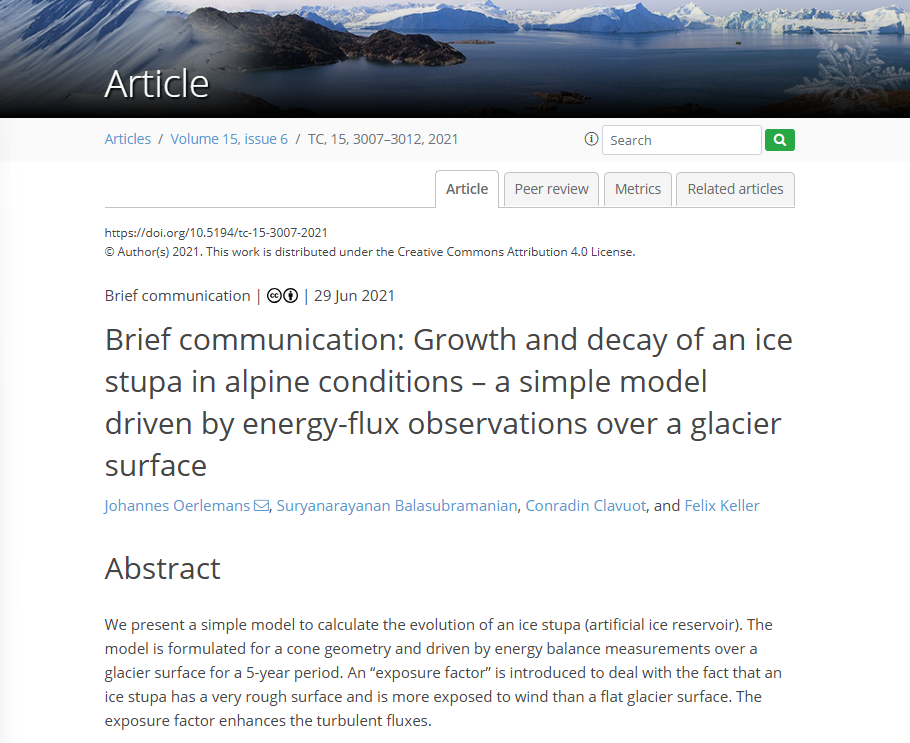 Article
Articles / Volume 15, issue 6 / TC, 15, 3007–3012, 2021
Search
Article
Peer review
Metrics
Related articles
https://doi.org/10.5194/tc-15-3007-2021
© Author(s) 2021. This work is distributed under the Creative Commons Attribution 4.0 License.
Brief communication | cc | 29 Jun 2021
Brief communication: Growth and decay of an ice
stupa in alpine conditions – a simple model
driven by energy-flux observations over a glacier
surface
Johannes Oerlemans, Suryanarayanan Balasubramanian, Conradin Clavuot, and Felix Keller
Abstract
We present a simple model to calculate the evolution of an ice stupa (artificial ice reservoir). The
model is formulated for a cone geometry and driven by energy balance measurements over a
glacier surface for a 5-year period. An “exposure factor” is introduced to deal with the fact that an
ice stupa has a very rough surface and is more exposed to wind than a flat glacier surface. The
exposure factor enhances the turbulent fluxes.